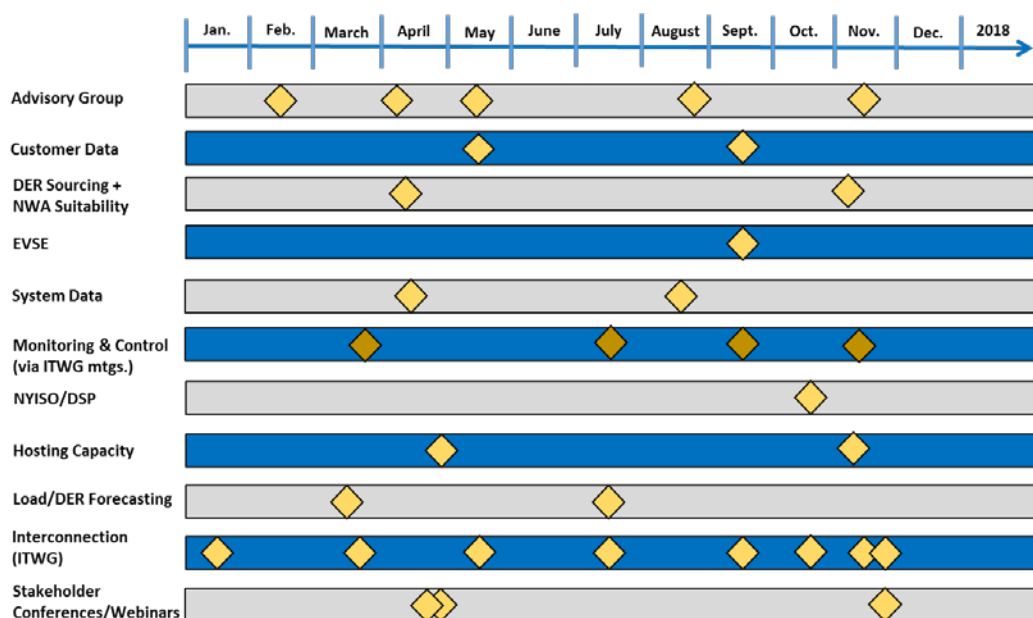 Jan. Feb. March April May June July August Sept. Oct. Nov. Dec. 2018
Advisory Group
Customer Data
DER Sourcing +
NWA Suitability
EVSE
System Data
Monitoring & Control
(via ITWG mtgs.)
NYISO/DSP
Hosting Capacity
Load/DER Forecasting
Interconnection
(ITWG)
Stakeholder
Conferences/Webinars